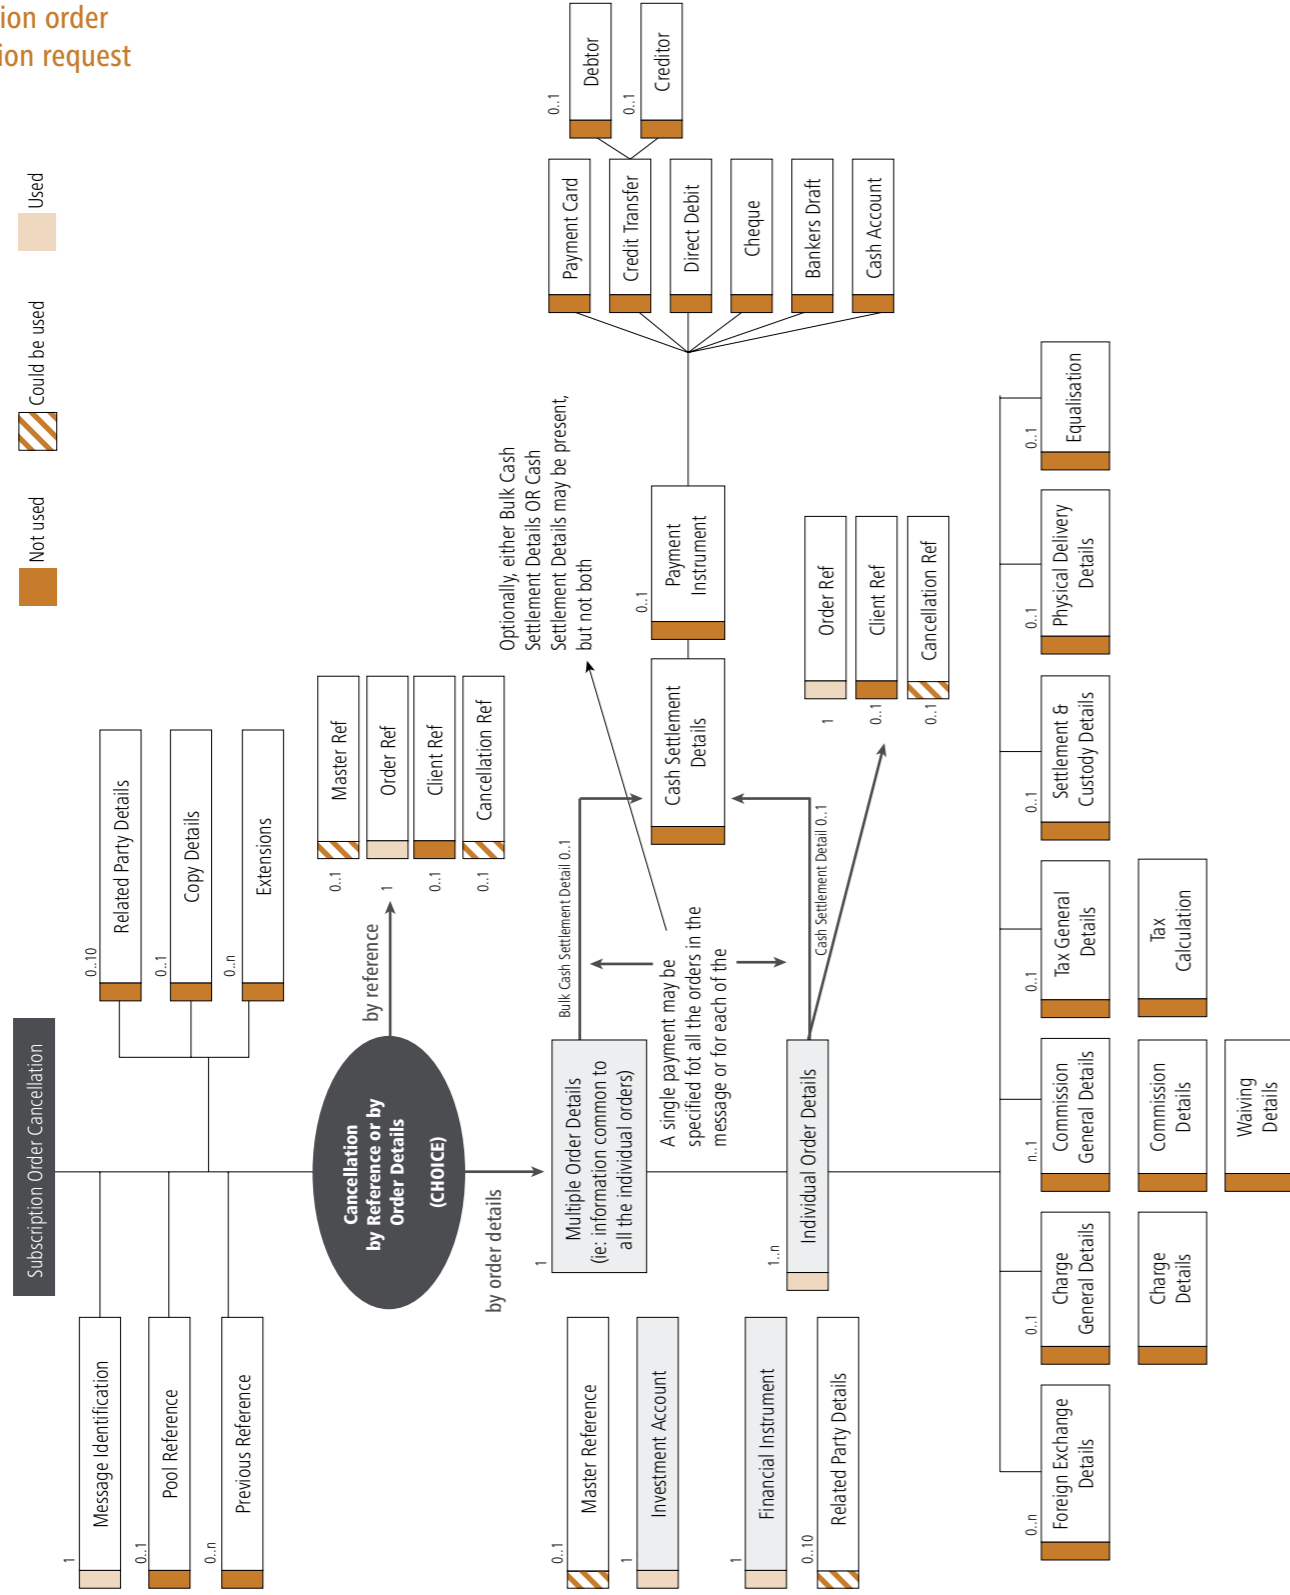 ion order
ion request
Not used
Could be used
Used
Subscription Order Cancellation
1
Message Identification
0..1
Pool Reference
0..n
Previous Reference
0..10
Related Party Details
0..1
Copy Details
0..n
Extensions
Cancellation
by Reference or by
Order Details
(CHOICE)
by reference
0..1
Master Ref
1
Order Ref
0..1
Client Ref
0..1
Cancellation Ref
by order details
1
Multiple Order Details
(ie: information common to
all the individual orders)
0..1
Master Reference
1
Investment Account
1
Financial Instrument
0..10
Related Party Details
1..n
Individual Order Details
Bulk Cash Settlement Detail 0..1
A single payment may be
specified fot all the orders in the
message or for each of the
Cash Settlement Detail 0..1
Optionally, either Bulk Cash
Settlement Details OR Cash
Settlement Details may be present,
but not both
Cash Settlement
Details
0..1
Payment
Instrument
Payment Card
Credit Transfer
Direct Debit
Cheque
Bankers Draft
Cash Account
0..1
Debtor
0..1
Creditor
1
Order Ref
0..1
Client Ref
0..1
Cancellation Ref
0..n
Foreign Exchange
Details
0..1
Charge
General Details
Charge
Details
n..1
Commission
General Details
Commission
Details
Waiving
Details
0..1
Tax General
Details
Tax
Calculation
0..1
Settlement &
Custody Details
0..1
Physical Delivery
Details
0..1
Equalisation